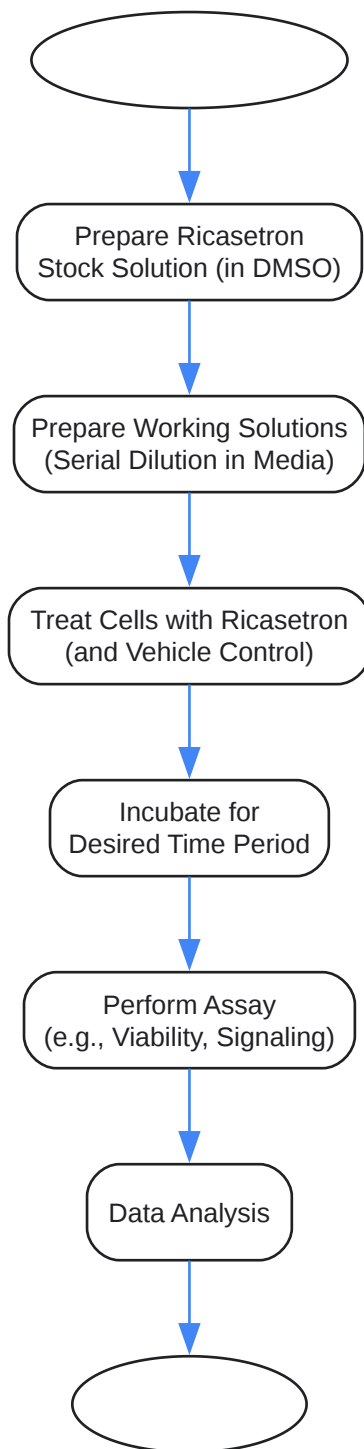 Prepare Ricasetron
Stock Solution (in DMSO)
Prepare Working Solutions
(Serial Dilution in Media)
Treat Cells with Ricasetron
(and Vehicle Control)
Incubate for
Desired Time Period
Perform Assay
(e.g., Viability, Signaling)
Data Analysis